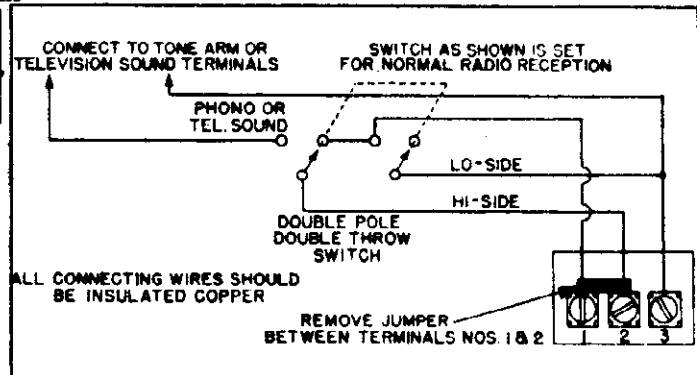 CONNECT TO TONE ARM OR
TELEVISION SOUND TERMINALS
SWITCH AS SHOWN IS SET
FOR NORMAL RADIO RECEPTION
PHONO OR
TEL. SOUND
LO-SIDE
HI-SIDE
DOUBLE POLE
DOUBLE THROW
SWITCH
ALL CONNECTING WIRES SHOULD
BE INSULATED COPPER
REMOVE JUMPER
BETWEEN TERMINALS NOS. 1 & 2
1 2 3